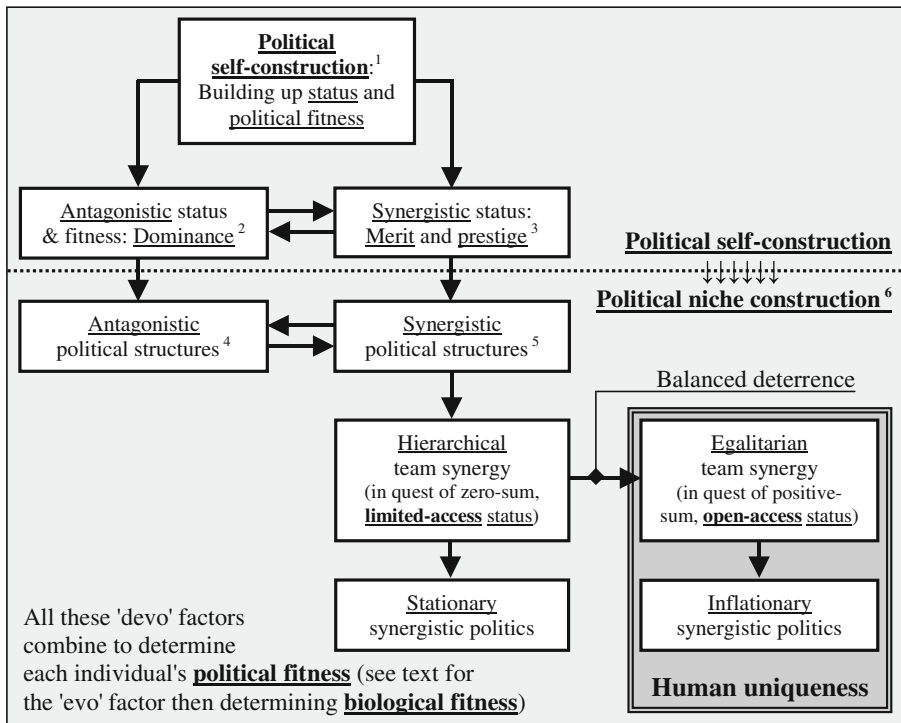 Political
self-construction:1
Building up status and
political fitness
Antagonistic status
& fitness: Dominance 2
Synergistic status:
Merit and prestige 3
Political self-construction
↓↓↓↓↓↓
Political niche construction 6
Antagonistic
political structures 4
Synergistic
political structures 5
Balanced deterrence
Hierarchical
team synergy
(in quest of zero-sum,
limited-access status)
Egalitarian
team synergy
(in quest of positive-
sum, open-access status)
Stationary
synergistic politics
Inflationary
synergistic politics
All these 'devo' factors
combine to determine
each individual's political fitness (see text for
the 'evo' factor then determining biological fitness)
Human uniqueness